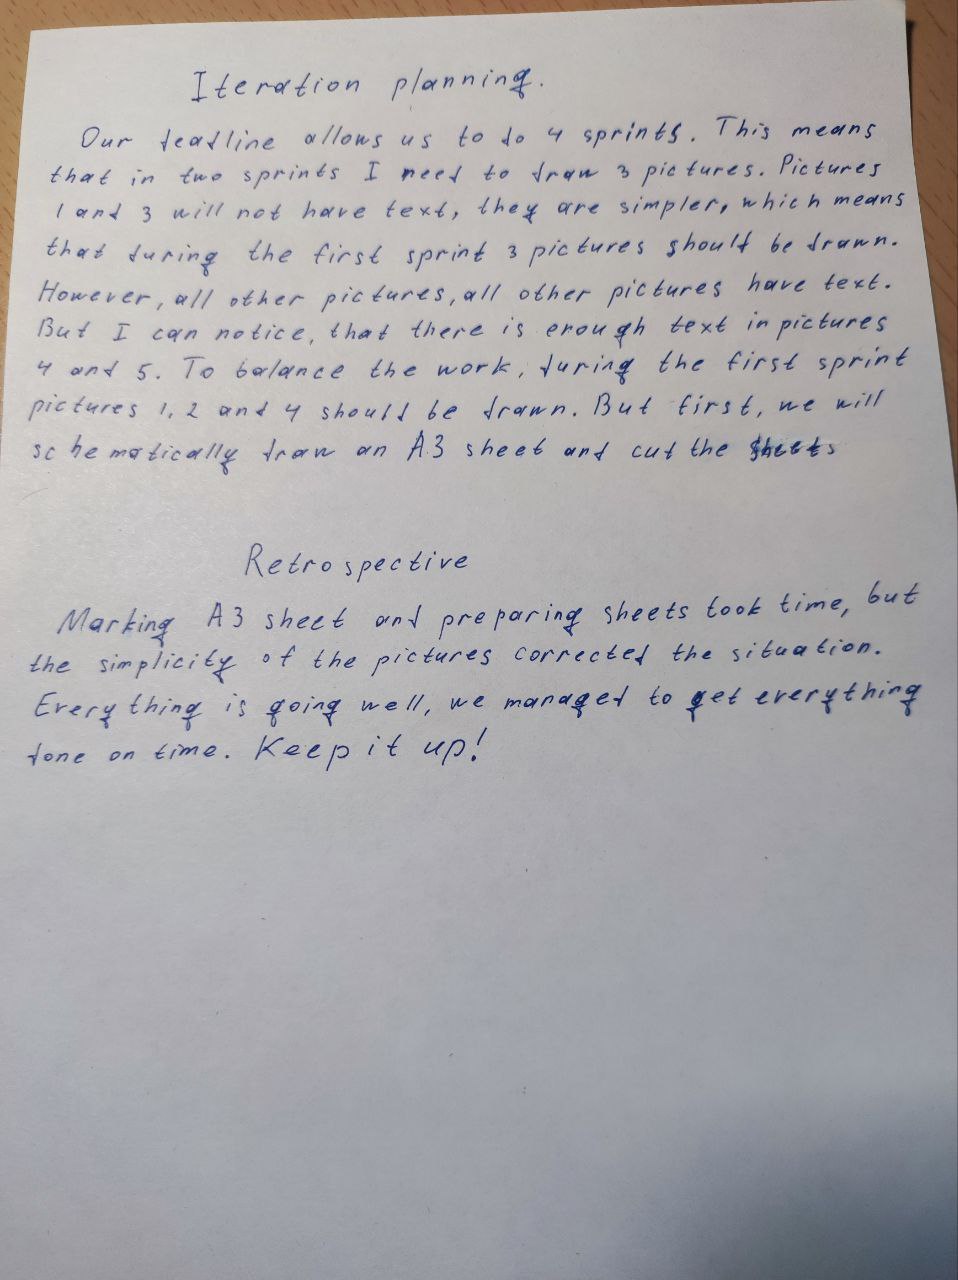 Iteration planning.
Our deadline allows us to do 4 sprints. This means
that in two sprints I need to draw 3 pictures. Pictures
1 and 3 will not have text, they are simpler, which means
that during the first sprint 3 pictures should be drawn.
However, all other pictures, all other pictures have text.
But I can notice, that there is enough text in pictures
4 and 5. To balance the work, during the first sprint
pictures 1, 2 and 4 should be drawn. But first, we will
schematically draw an A3 sheet and cut the sheets
Retrospective
Marking A3 sheet and preparing sheets took time, but
the simplicity of the pictures corrected the situation.
Everything is going well, we managed to get everything
done on time. Keep it up!